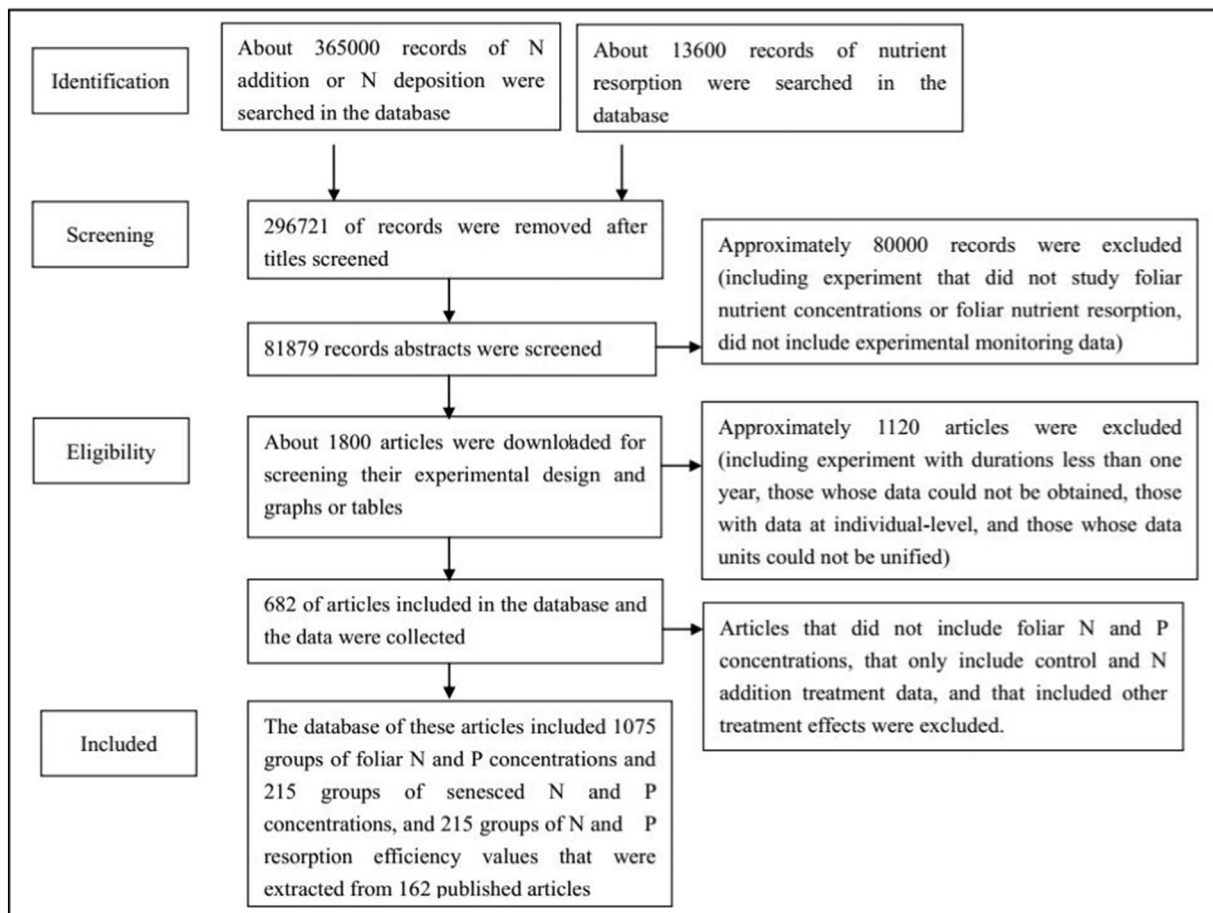 Identification
About 365000 records of N
addition or N deposition were
searched in the database
About 13600 records of nutrient
resorption were searched in the
database
Screening
296721 of records were removed after
titles screened
Approximately 80000 records were excluded
(including experiment that did not study foliar
nutrient concentrations or foliar nutrient resorption,
did not include experimental monitoring data)
81879 records abstracts were screened
Eligibility
About 1800 articles were downloaded for
screening their experimental design and
graphs or tables
Approximately 1120 articles were excluded
(including experiment with durations less than one
year, those whose data could not be obtained, those
with data at individual-level, and those whose data
units could not be unified)
682 of articles included in the database and
the data were collected
Articles that did not include foliar N and P
concentrations, that only include control and N
addition treatment data, and that included other
treatment effects were excluded.
Included
The database of these articles included 1075
groups of foliar N and P concentrations and
215 groups of senesced N and P
concentrations, and 215 groups of N and P
resorption efficiency values that were
extracted from 162 published articles